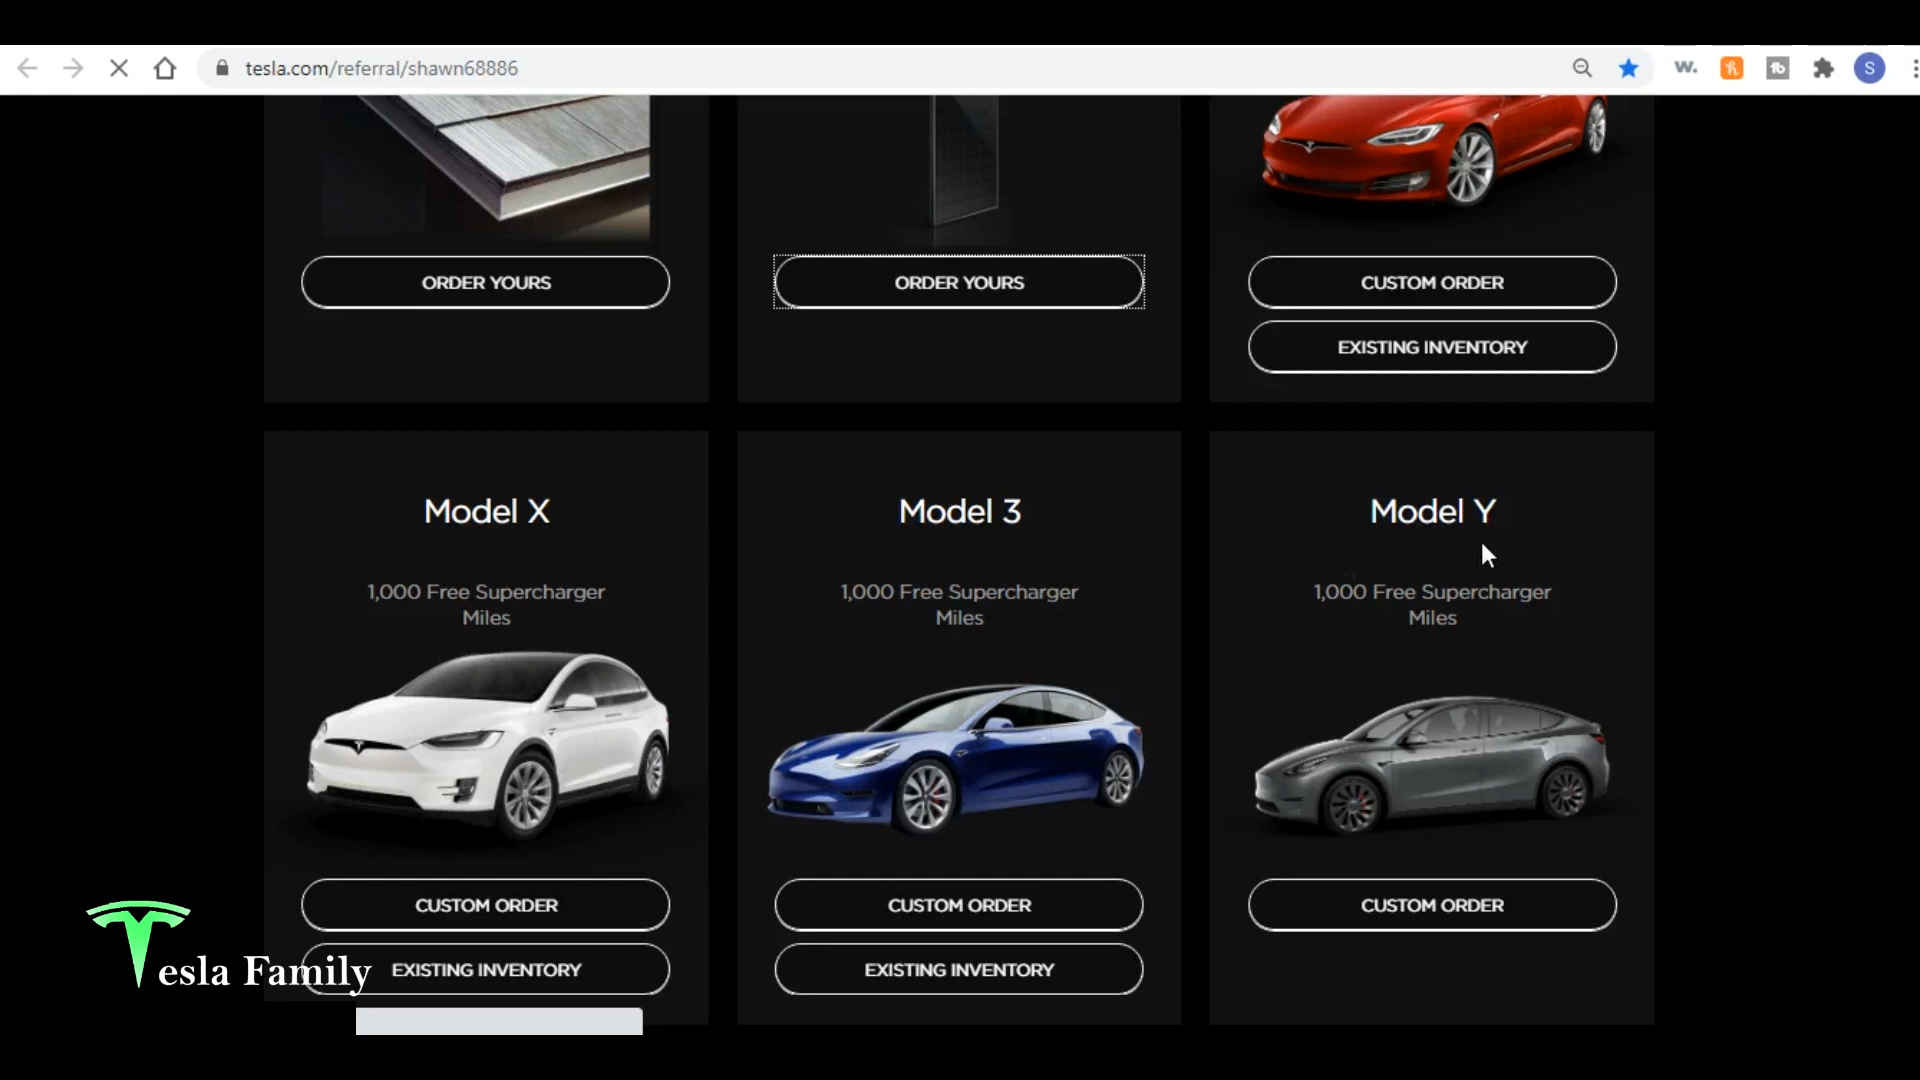 tesla.com/referral/shawn68886
W.
S
ORDER YOURS
ORDER YOURS
CUSTOM ORDER
EXISTING INVENTORY
Model X
Model 3
Model Y
1,000 Free Supercharger
Miles
1,000 Free Supercharger
Miles
1,000 Free Supercharger
Miles
CUSTOM ORDER
CUSTOM ORDER
CUSTOM ORDER
EXISTING INVENTORY
EXISTING INVENTORY
Tesla Family